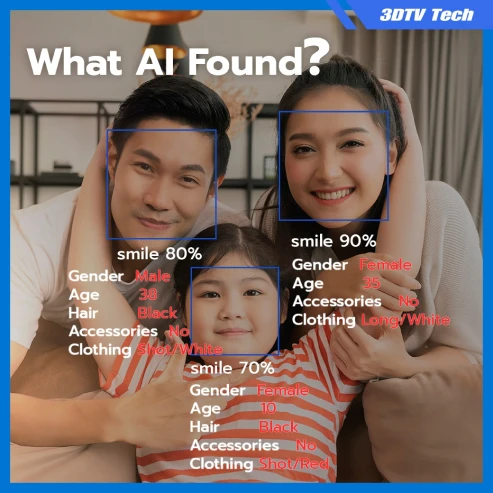 3DTV Tech
What AI Found?
smile 80%
Gender Male
Age 38
Hair Black
Accessories No
Clothing Shot/White
smile 90%
Gender Female
Age 35
Accessories No
Clothing Long/White
smile 70%
Gender Female
Age 10
Hair Black
Accessories No
Clothing Shot/Red